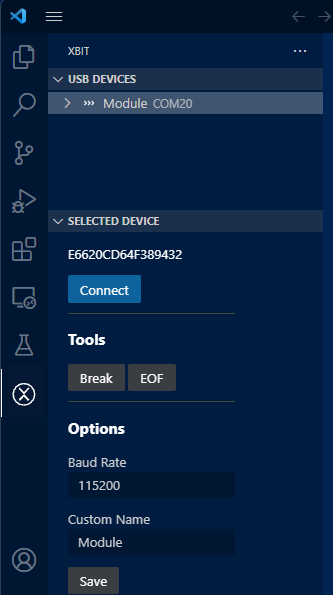 XBIT
USB DEVICES
Module COM20
SELECTED DEVICE
E6620CD64F389432
Connect
Tools
Break EOF
Options
Baud Rate
115200
Custom Name
Module
Save